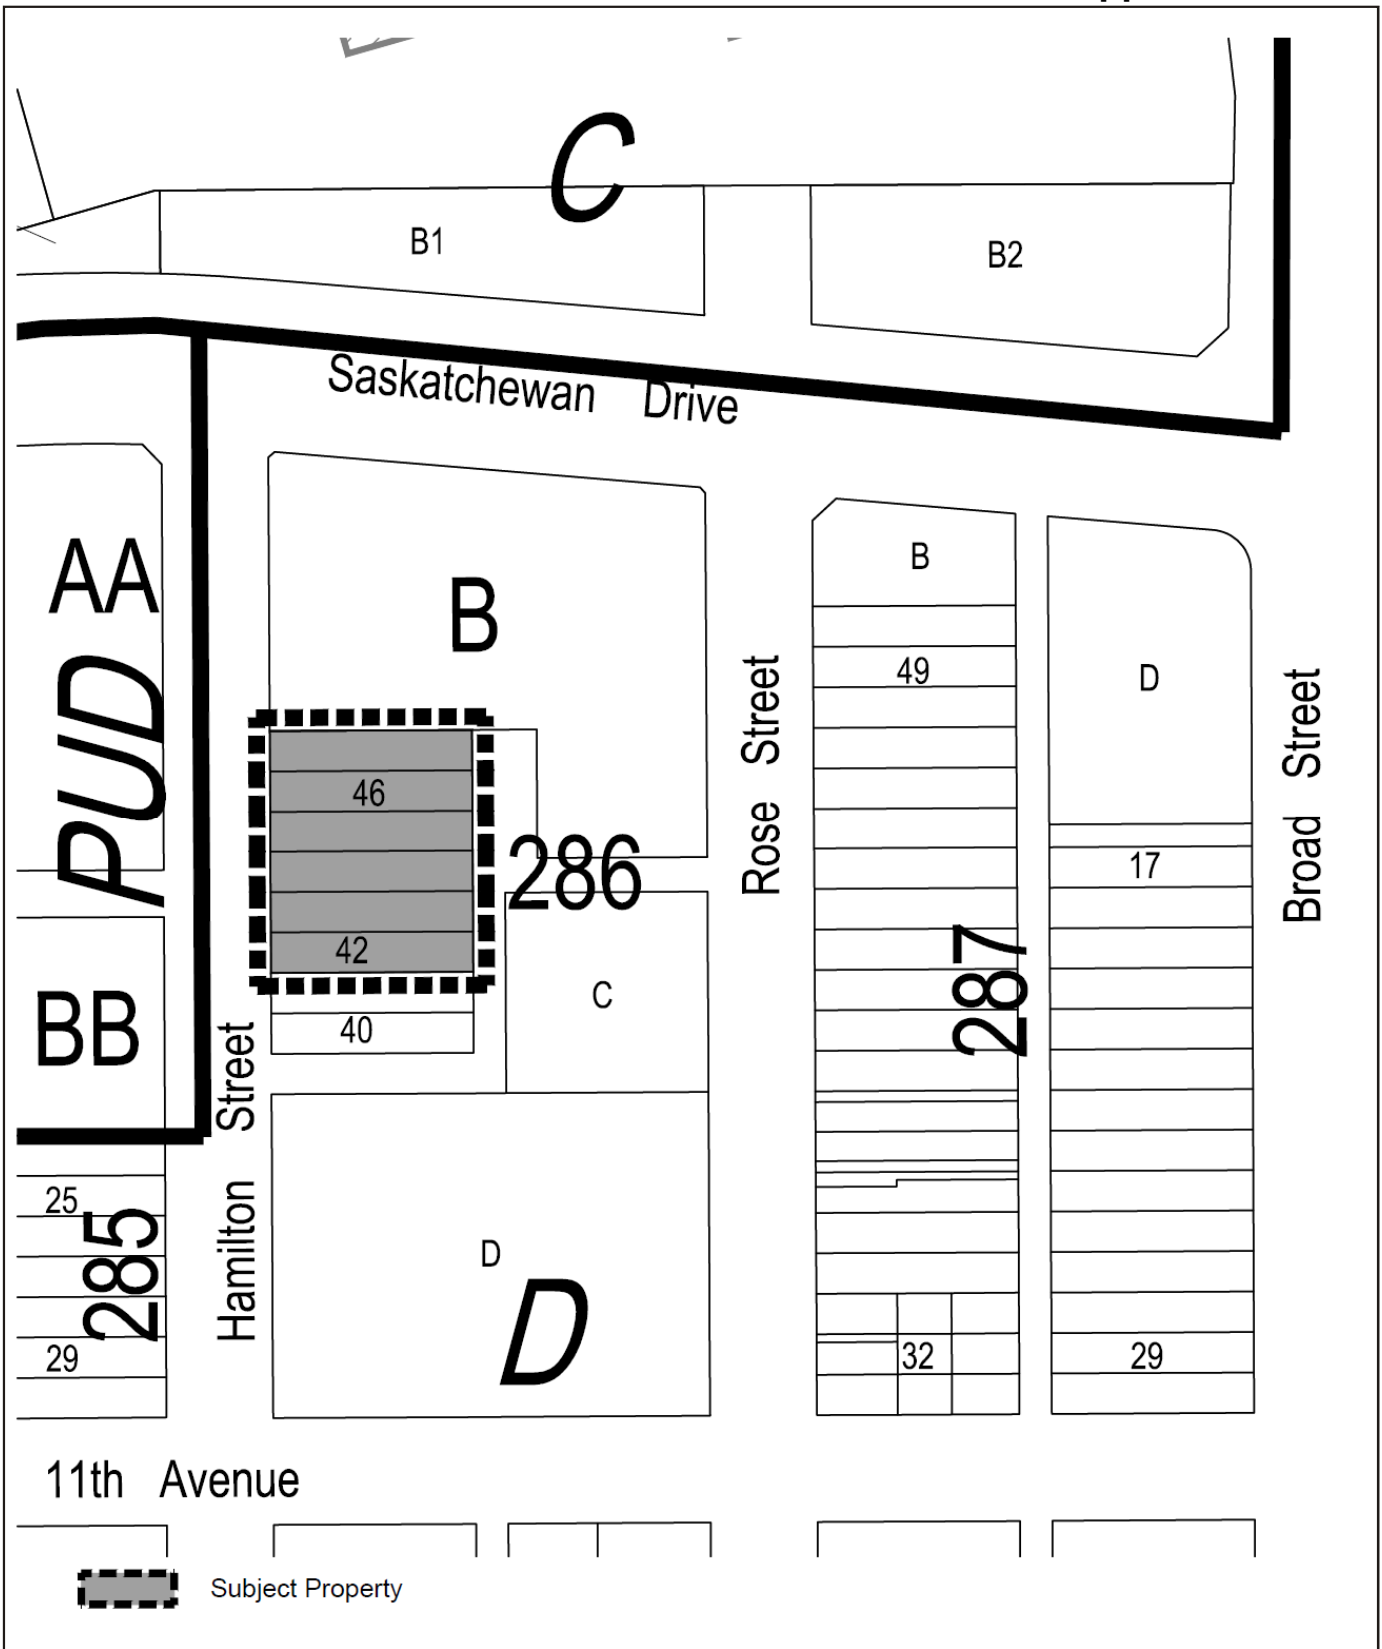 C
B1
B2
Saskatchewan Drive
AA
B
B
49
D
PUD
Rose Street
Broad Street
46
286
17
42
287
C
BB
40
Hamilton Street
25
285
D
D
29
32
29
11th Avenue
Subject Property